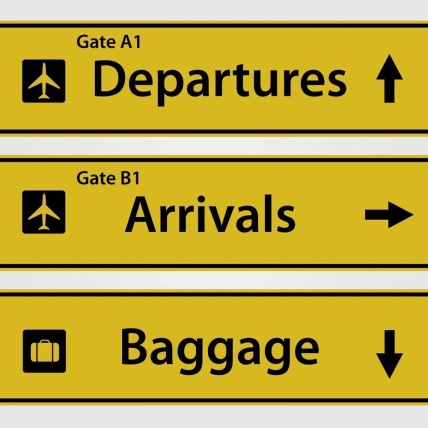 Gate A1
Departures
Gate B1
Arrivals
Baggage